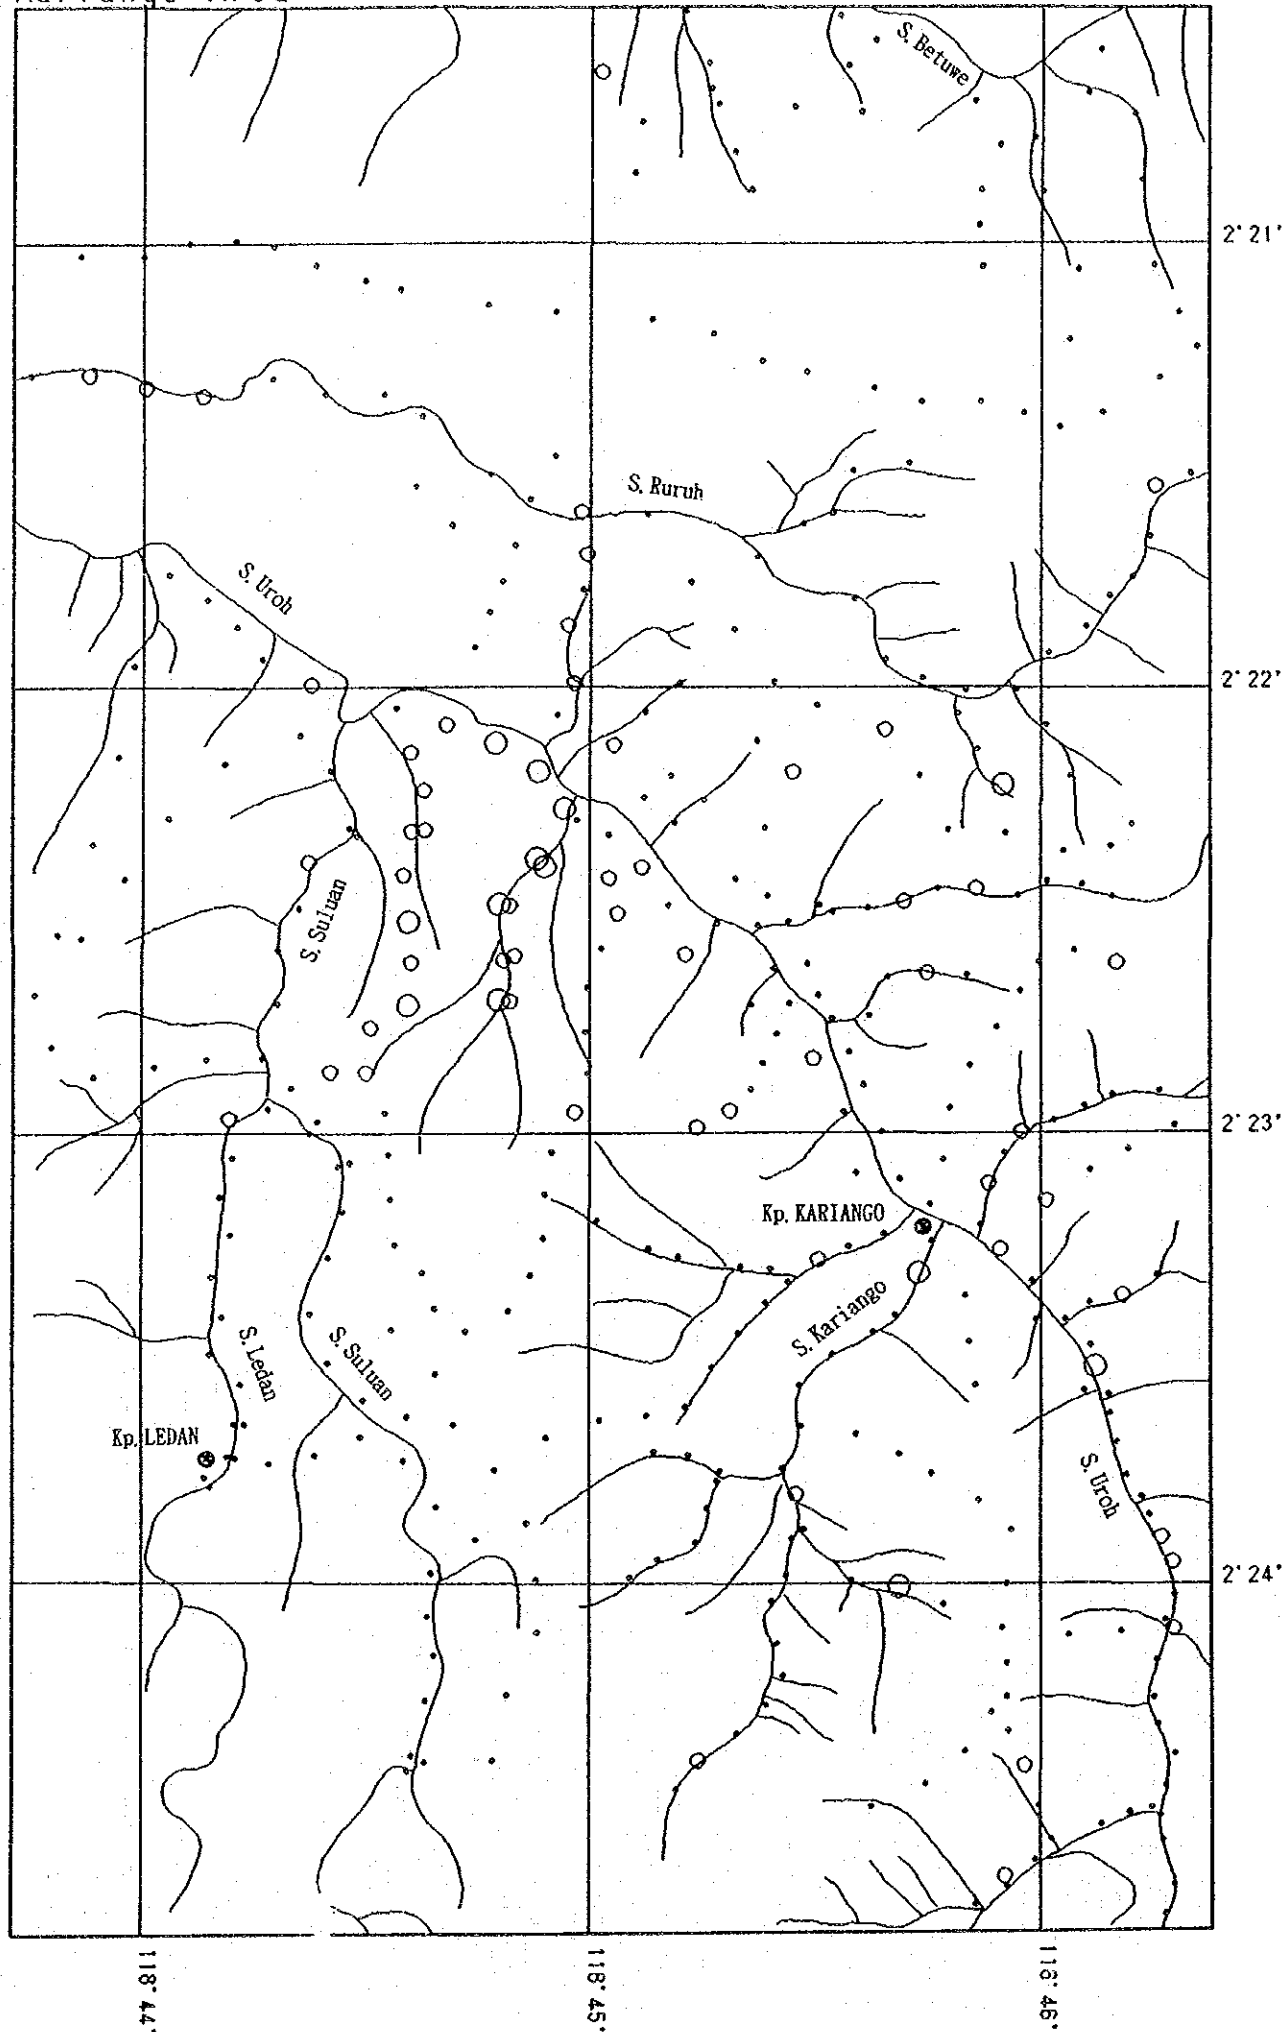 S. Betuwe
2° 21'
S. Ruruh
S. Uroh
2° 22'
S. Suluan
2° 23'
Kp. KARIANGO
S. Kariango
S. Ledan
S. Suluan
Kp. LEDAN
S. Uroh
2° 24'
118° 44'
118° 45'
118° 46'